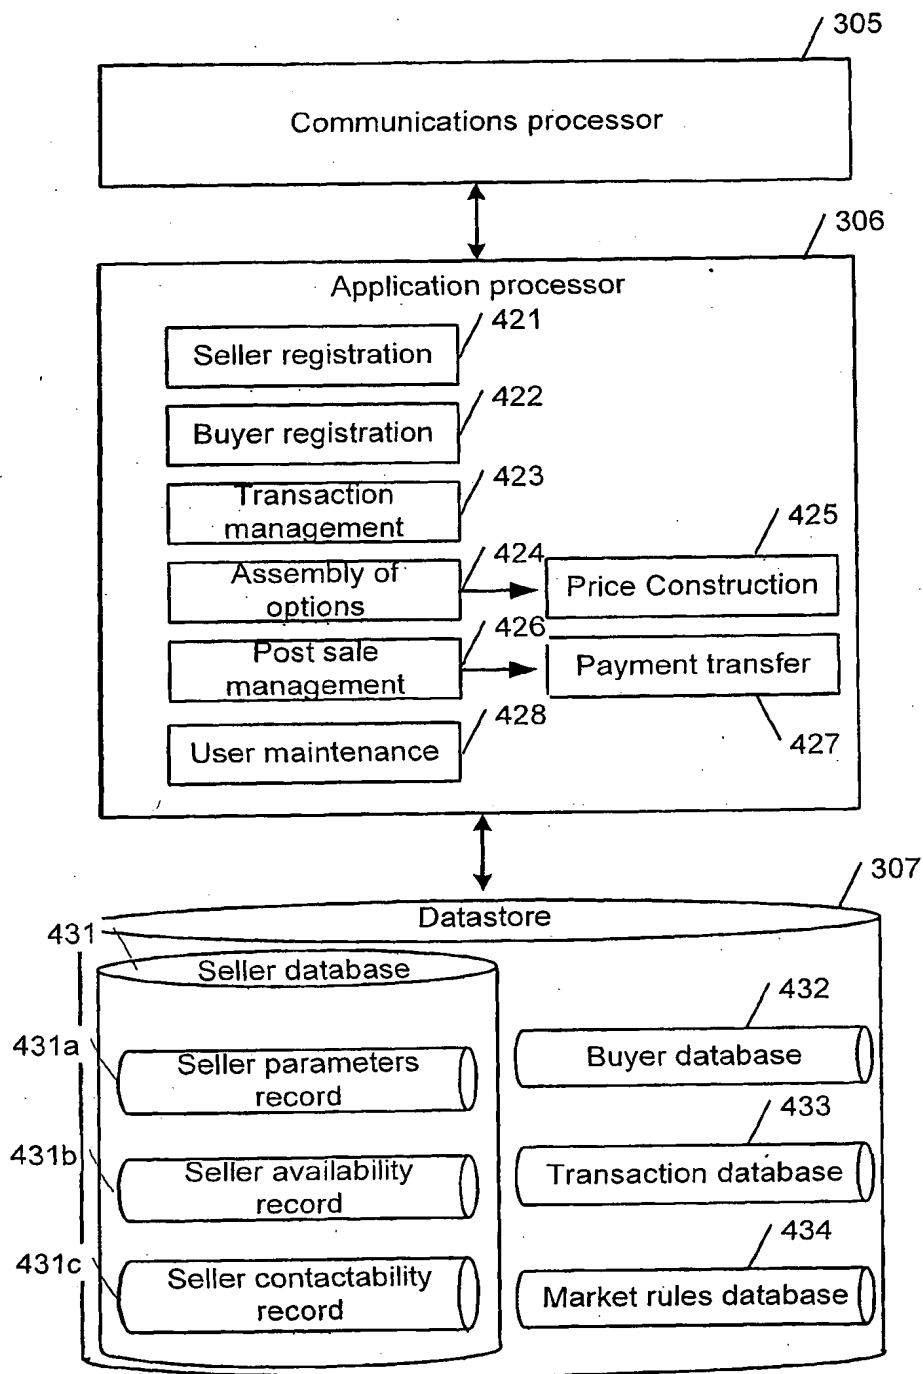 305
Communications processor
306
Application processor
421
Seller registration
422
Buyer registration
423
Transaction
management
424
Assembly of
options
425
Price Construction
426
Post sale
management
Payment transfer
427
428
User maintenance
307
Datastore
431
Seller database
431a
Seller parameters
record
431b
Seller availability
record
431c
Seller contactability
record
432
Buyer database
433
Transaction database
434
Market rules database